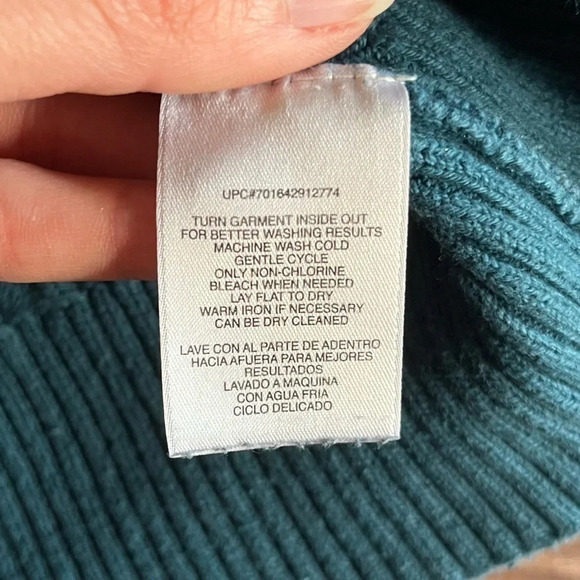 UPC#701642912774
TURN GARMENT INSIDE OUT
FOR BETTER WASHING RESULTS
MACHINE WASH COLD
GENTLE CYCLE
ONLY NON-CHLORINE
BLEACH WHEN NEEDED
LAY FLAT TO DRY
WARM IRON IF NECESSARY
CAN BE DRY CLEANED
LAVE CON AL PARTE DE ADENTRO
HACIA AFUERA PARA MEJORES
RESULTADOS
LAVADO A MAQUINA
CON AGUA FRIA
CICLO DELICADO